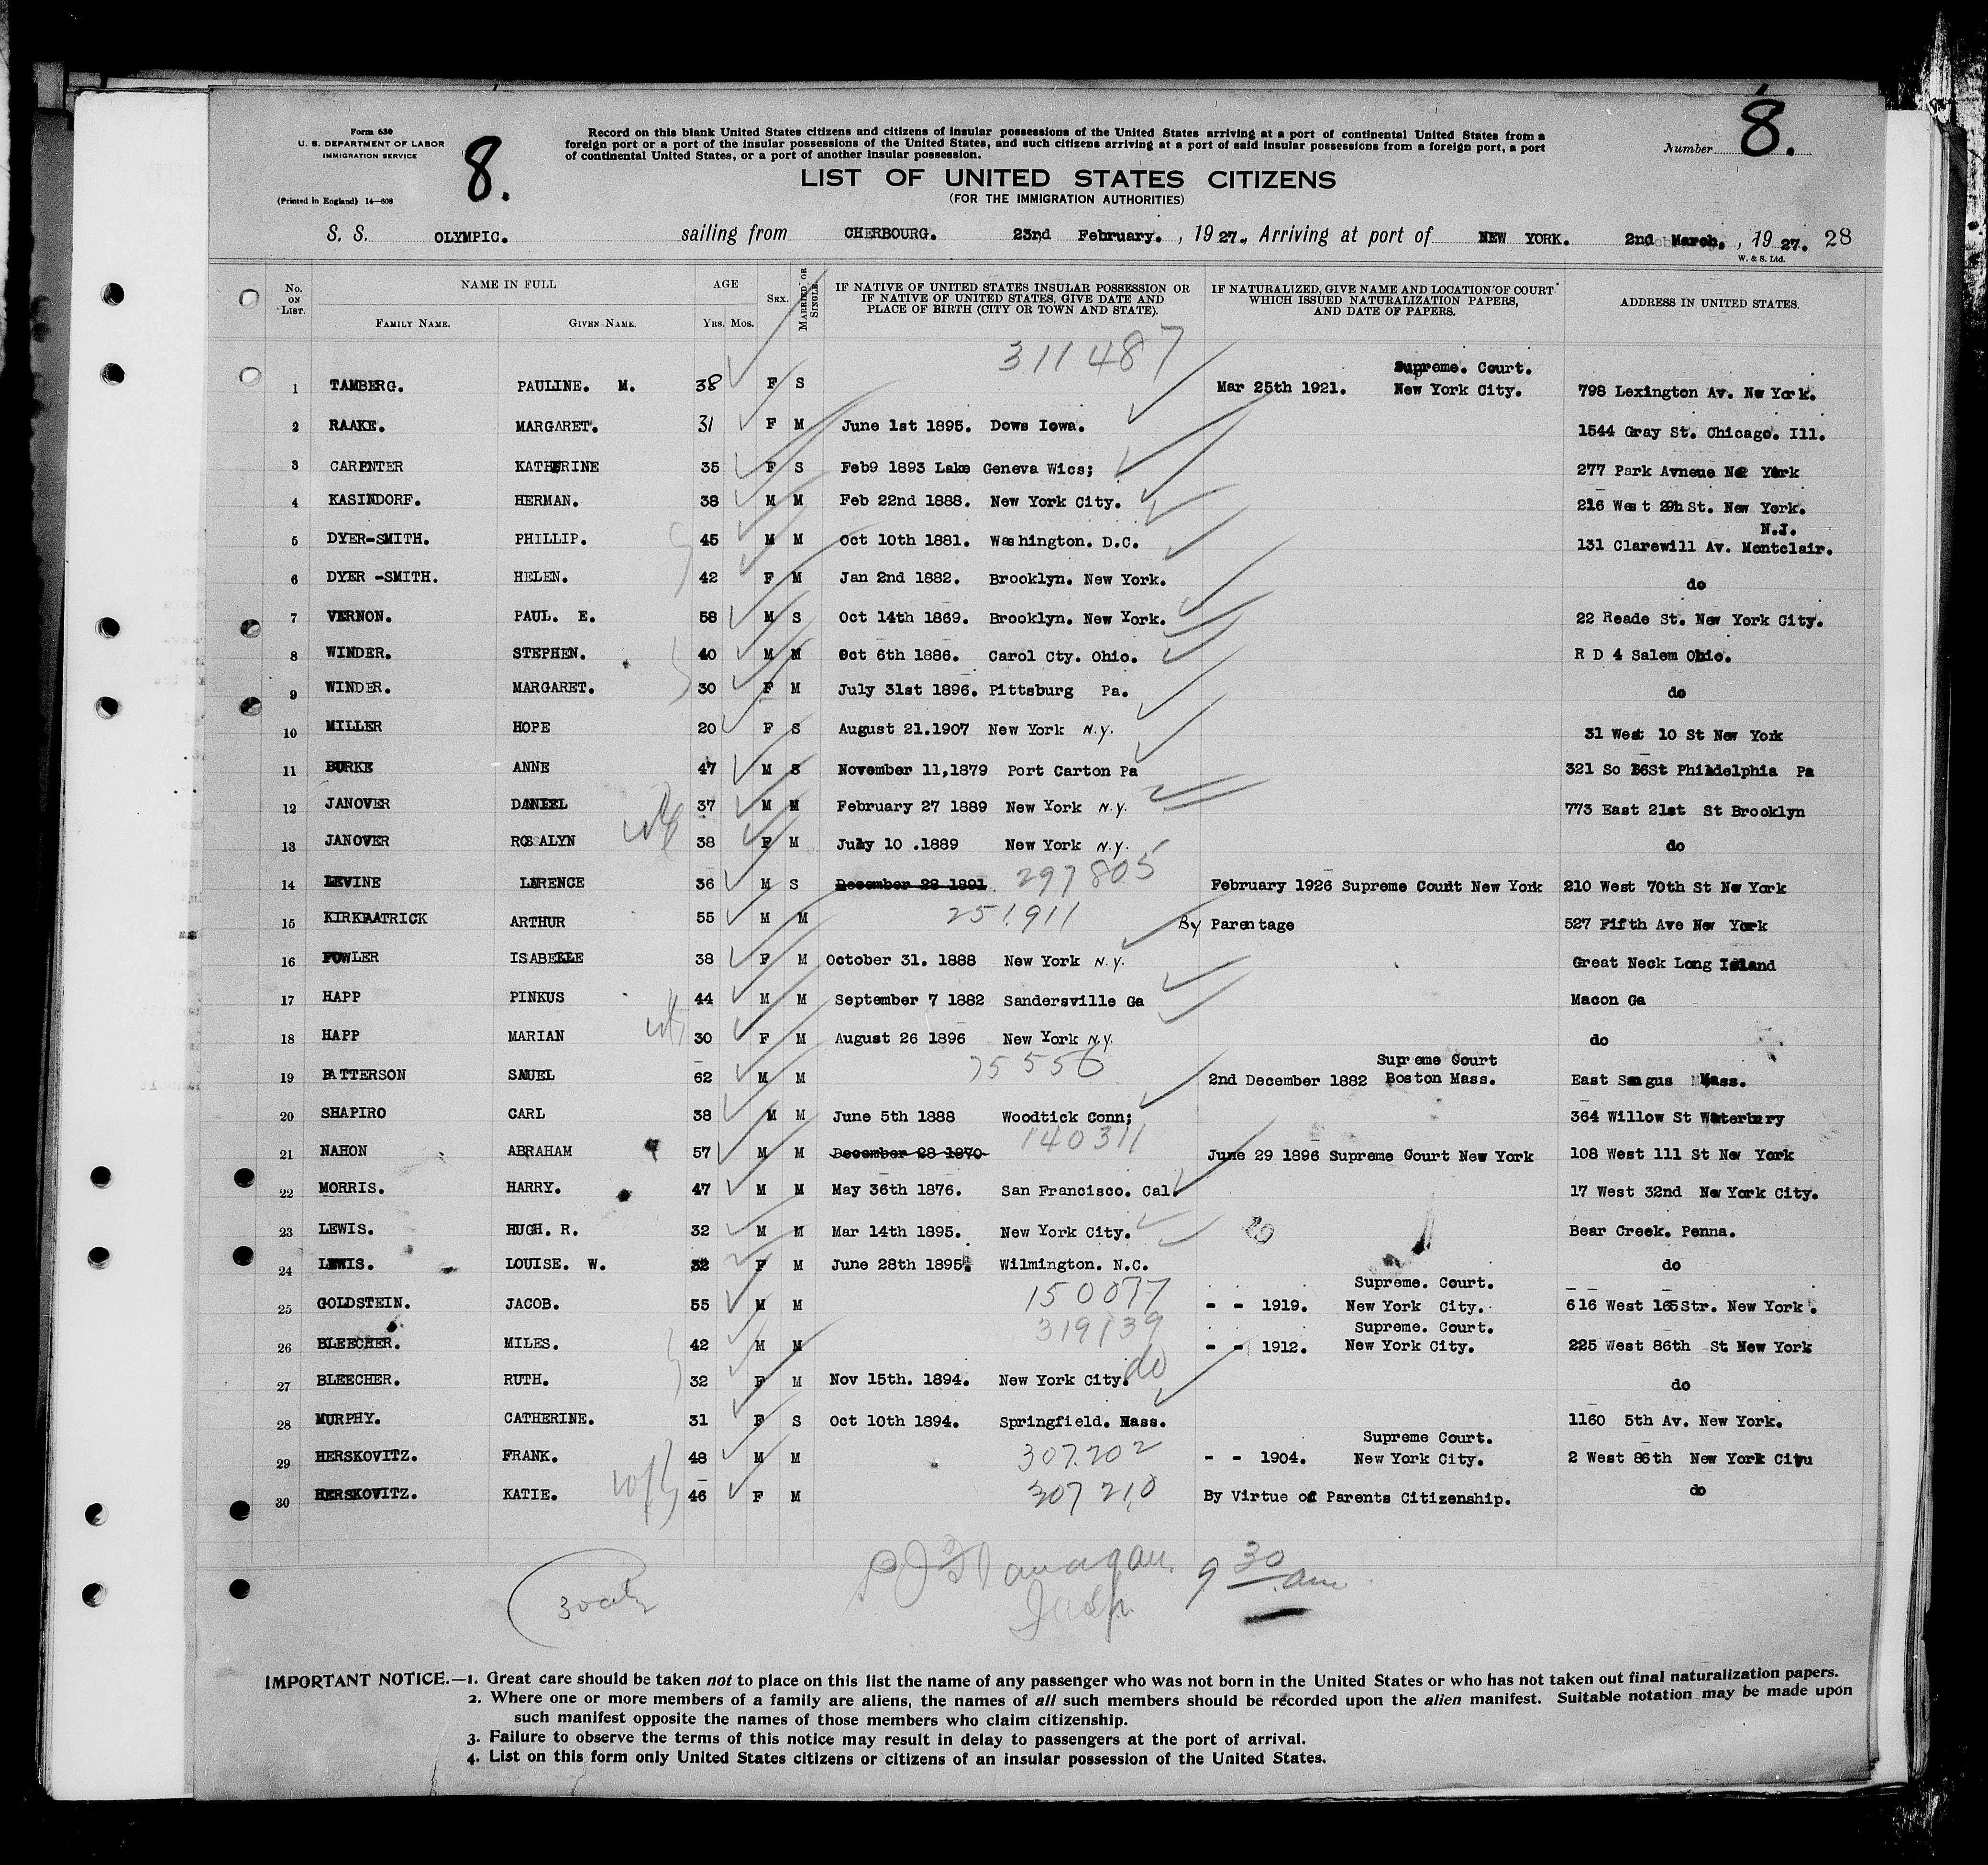 Form 630
U. S. DEPARTMENT OF LABOR
IMMIGRATION SERVICE
(Printed in England) 14—608
8.
Record on this blank United States citizens and citizens of insular possessions of the United States arriving at a port of continental United States from a
foreign port or a port of the insular possessions of the United States, and such citizens arriving at a port of said insular possessions from a foreign port, a port
of continental United States, or a port of another insular possession.
Number 8.
LIST OF UNITED STATES CITIZENS
(FOR THE IMMIGRATION AUTHORITIES)
S. S. OLYMPIC. sailing from CHERBOURG. 23rd February. , 1927., Arriving at port of NEW YORK. 2nd March. , 1927. 28
W. & S. Ltd.
No. ON LIST. NAME IN FULL FAMILY NAME. GIVEN NAME. AGE YRS. MOS. SEX. MARRIED OR SINGLE. IF NATIVE OF UNITED STATES INSULAR POSSESSION OR IF NATIVE OF UNITED STATES, GIVE DATE AND PLACE OF BIRTH (CITY OR TOWN AND STATE). IF NATURALIZED, GIVE NAME AND LOCATION OF COURT WHICH ISSUED NATURALIZATION PAPERS, AND DATE OF PAPERS. ADDRESS IN UNITED STATES.
311487 Supreme. Court.
1 TAMBERG. PAULINE. M. 38 F S Mar 25th 1921. New York City. 798 Lexington Av. New York.
2 RAAKE. MARGARET. 31 F M June 1st 1895. Dows Iowa. 1544 Gray St. Chicago. Ill.
3 CARPNTER KATHERINE 35 F S Feb9 1893 Lake Geneva Wics; 277 Park Avneue New York
4 KASINDORF. HERMAN. 38 M M Feb 22nd 1888. New York City. 216 West 29h St. New York.
N.J.
5 DYER-SMITH. PHILLIP. 45 M M Oct 10th 1881. Washington. D.C. 131 Clarewill Av. Montclair.
6 DYER -SMITH. HELEN. 42 F M Jan 2nd 1882. Brooklyn. New York. do
7 VERNON. PAUL. E. 58 M S Oct 14th 1869. Brooklyn. New York. 22 Reade St. New York City.
8 WINDER. STEPHEN. 40 M M Oct 6th 1886. Carol Cty. Ohio. R D 4 Salem Ohio.
9 WINDER. MARGARET. 30 F M July 31st 1896. Pittsburg Pa. do
10 MILLER HOPE 20 F S August 21.1907 New York N.Y. 31 West 10 St New York
11 BURKE ANNE 47 M S November 11,1879 Port Carton Pa 321 So St Philadelphia Pa
12 JANOVER DANIEL 37 M M February 27 1889 New York N.Y. 773 East 21st St Brooklyn
13 JANOVER ROSALYN wf 38 F M July 10 .1889 New York N.Y. do
14 LEVINE LARENCE 36 M S December 28 1891 297805 February 1926 Supreme Court New York 210 West 70th St New York
15 KIRKPATRICK ARTHUR 55 M M 251911 By Parentage 527 Fifth Ave New York
16 FOWLER ISABELLE 38 F M October 31. 1888 New York N.Y. Great Neck Long Island
17 HAPP PINKUS 44 M M September 7 1882 Sandersville Ga Macon Ga
18 HAPP MARIAN wf 30 F M August 26 1896 New York N.Y. do
75556 Supreme Court
19 PATTERSON SAUEL 62 M M 2nd December 1882 Boston Mass. East Saugus Mass.
20 SHAPIRO CARL 38 M M June 5th 1888 Woodtick Conn; 364 Willow St Waterbury
21 NAHON ABRAHAM 57 M M December 28 1870 140311 June 29 1896 Supreme Court New York 108 West 111 St New York
22 MORRIS. HARRY. 47 M M May 36th 1876. San Francisco. Cal. 17 West 32nd New York City.
23 LEWIS. HUGH. R. 32 M M Mar 14th 1895. New York City. Bear Creek. Penna.
24 LEWIS. LOUISE. W. 32 F M June 28th 1895. Wilmington. N.C. do
Supreme. Court.
25 GOLDSTEIN. JACOB. 55 M M 150077 - - 1919. New York City. 616 West 165Str. New York.
Supreme. Court.
26 BLEECHER. MILES. 42 M M 319139 - - 1912. New York City. 225 West 86th St New York
27 BLEECHER. RUTH. 32 F M Nov 15th. 1894. New York City. do do
28 MURPHY. CATHERINE. 31 F S Oct 10th 1894. Springfield. Mass. 1160 5th Av. New York.
Supreme Court.
29 HERSKOVITZ. FRANK. 48 M M 307202 - - 1904. New York City. 2 West 86th New York Cityu
30 HERSKOVITZ. KATIE. wf 46 F M 307210 By Virtue of Parents Citizenship. do
9 30 am
Insp.
IMPORTANT NOTICE.—1. Great care should be taken not to place on this list the name of any passenger who was not born in the United States or who has not taken out final naturalization papers.
2. Where one or more members of a family are aliens, the names of all such members should be recorded upon the alien manifest. Suitable notation may be made upon
such manifest opposite the names of those members who claim citizenship.
3. Failure to observe the terms of this notice may result in delay to passengers at the port of arrival.
4. List on this form only United States citizens or citizens of an insular possession of the United States.